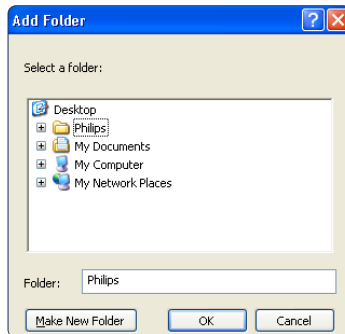 Add Folder
Select a folder:
Desktop
Philips
My Documents
My Computer
My Network Places
Folder: Philips
Make New Folder OK Cancel